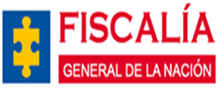 FISCALÍA
GENERAL DE LA NACIÓN